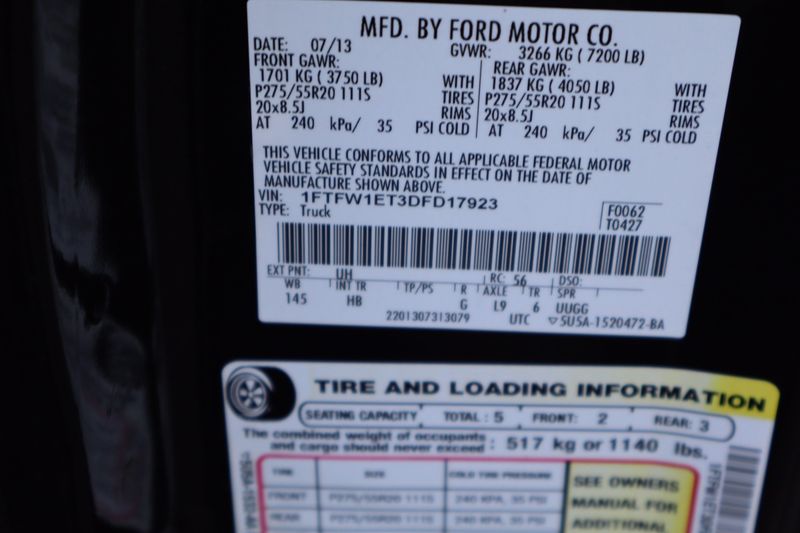 MFD. BY FORD MOTOR CO.
DATE: 07/13 GVWR: 3266 KG ( 7200 LB)
FRONT GAWR: REAR GAWR:
1701 KG ( 3750 LB) WITH 1837 KG ( 4050 LB) WITH
P275/55R20 111S TIRES P275/55R20 111S TIRES
20x8.5J RIMS 20x8.5J RIMS
AT 240 kPa/ 35 PSI COLD AT 240 kPa/ 35 PSI COLD
THIS VEHICLE CONFORMS TO ALL APPLICABLE FEDERAL MOTOR
VEHICLE SAFETY STANDARDS IN EFFECT ON THE DATE OF
MANUFACTURE SHOWN ABOVE.
VIN: 1FTFW1ET3DFD17923
TYPE: Truck
F0062
T0427
EXT PNT: UH RC: 56 DSO:
WB INT TR TP/PS R AXLE TR SPR
145 HB G L9 6 UUGG
2201307313079 UTC ▽5U5A-1520472-BA
TIRE AND LOADING INFORMATION
SEATING CAPACITY TOTAL : 5 FRONT: 2 REAR: 3
The combined weight of occupants
and cargo should never exceed : 517 kg or 1140 lbs.
TIRE SIZE COLD TIRE PRESSURE SEE OWNERS
FRONT P275/55R20 111S 240 KPA, 35 PSI MANUAL FOR
REAR P275/55R20 111S 240 KPA, 35 PSI ADDITIONAL